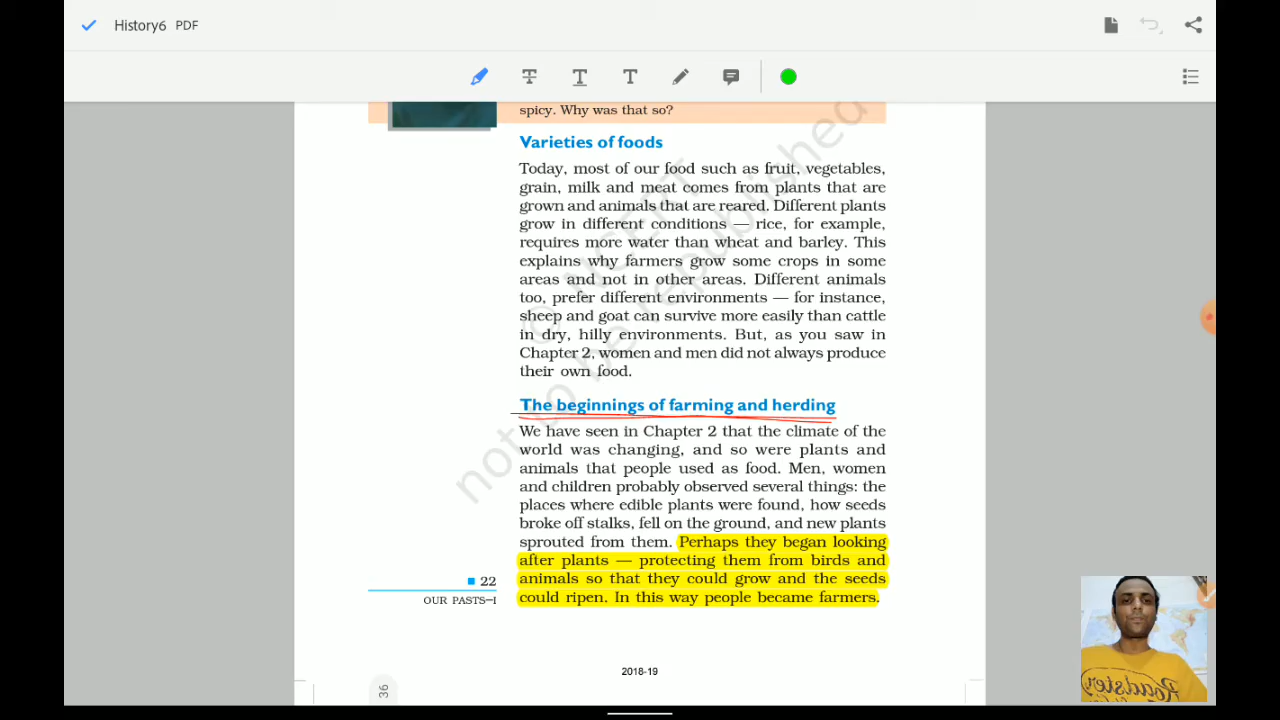 History6 PDF
spicy. Why was that so?
Varieties of foods
Today, most of our food such as fruit, vegetables,
grain, milk and meat comes from plants that are
grown and animals that are reared. Different plants
grow in different conditions — rice, for example,
requires more water than wheat and barley. This
explains why farmers grow some crops in some
areas and not in other areas. Different animals
too, prefer different environments — for instance,
sheep and goat can survive more easily than cattle
in dry, hilly environments. But, as you saw in
Chapter 2, women and men did not always produce
their own food.
The beginnings of farming and herding
We have seen in Chapter 2 that the climate of the
world was changing, and so were plants and
animals that people used as food. Men, women
and children probably observed several things: the
places where edible plants were found, how seeds
broke off stalks, fell on the ground, and new plants
sprouted from them. Perhaps they began looking
after plants — protecting them from birds and
animals so that they could grow and the seeds
could ripen. In this way people became farmers.
22
OUR PASTS–I
2018-19
36
© NCERT
not to be republished
Roadster